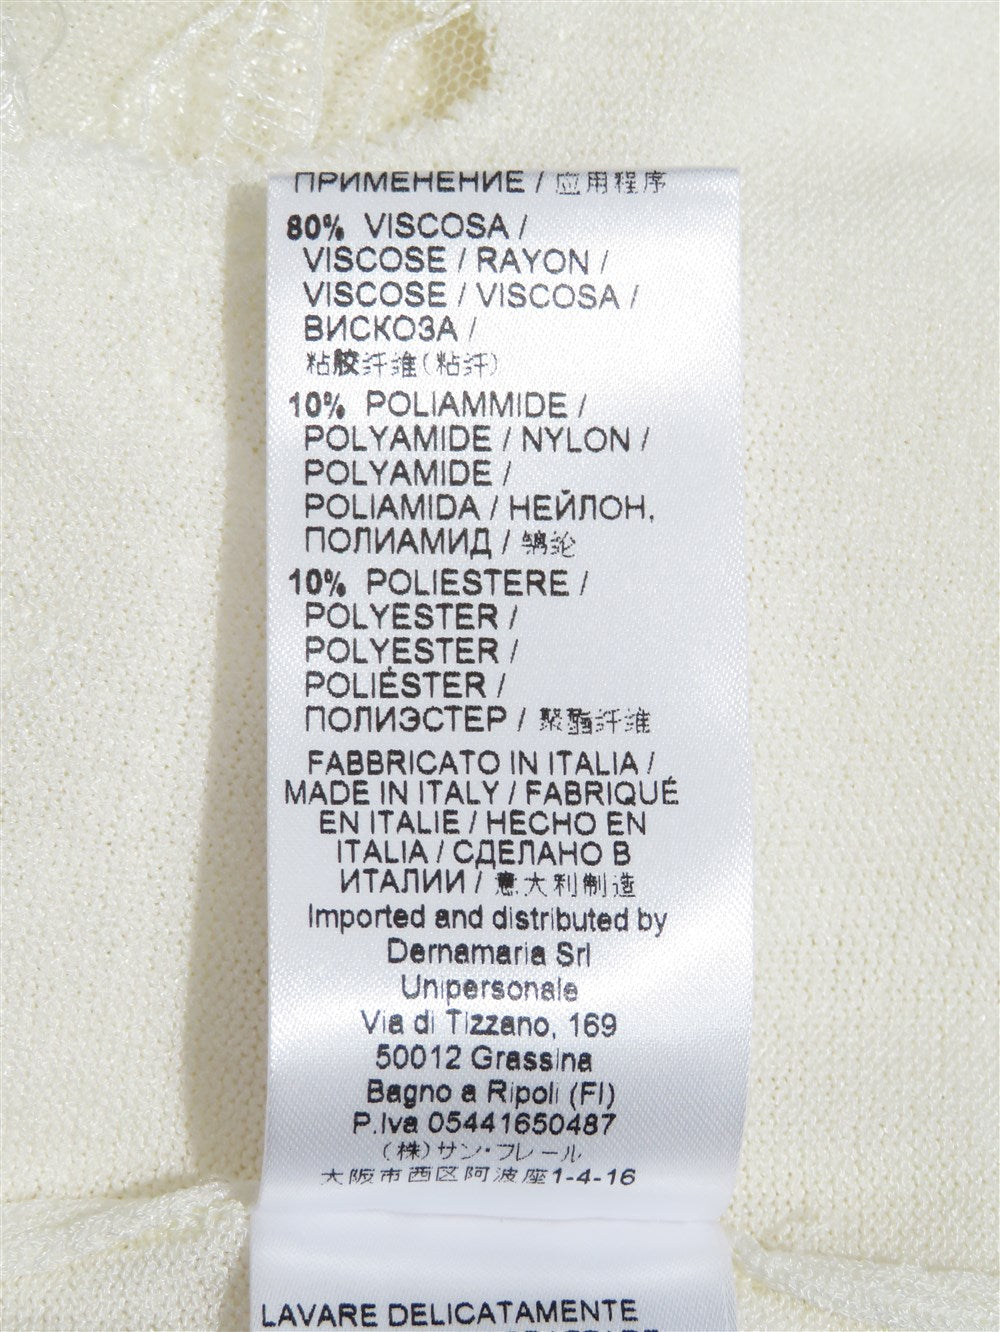 ПРИМЕНЕНИЕ / 应用程序
80% VISCOSA /
VISCOSE / RAYON /
VISCOSE / VISCOSA /
ВИСКОЗА /
粘胶纤维(粘纤)
10% POLIAMMIDE /
POLYAMIDE / NYLON /
POLYAMIDE /
POLIAMIDA / НЕЙЛОН,
ПОЛИАМИД /
10% POLIESTERE /
POLYESTER /
POLYESTER /
POLIÉSTER /
ПОЛИЭСТЕР / 聚酯纤维
FABBRICATO IN ITALIA /
MADE IN ITALY / FABRIQUÉ
EN ITALIE / HECHO EN
ITALIA / СДЕЛАНО В
ИТАЛИИ / 意大利制造
Imported and distributed by
Dernamaria Srl
Unipersonale
Via di Tizzano, 169
50012 Grassina
Bagno a Ripoli (FI)
P.Iva 05441650487
(株)サン・フレール
大阪市西区阿波座1-4-16
LAVARE DELICATAMENTE